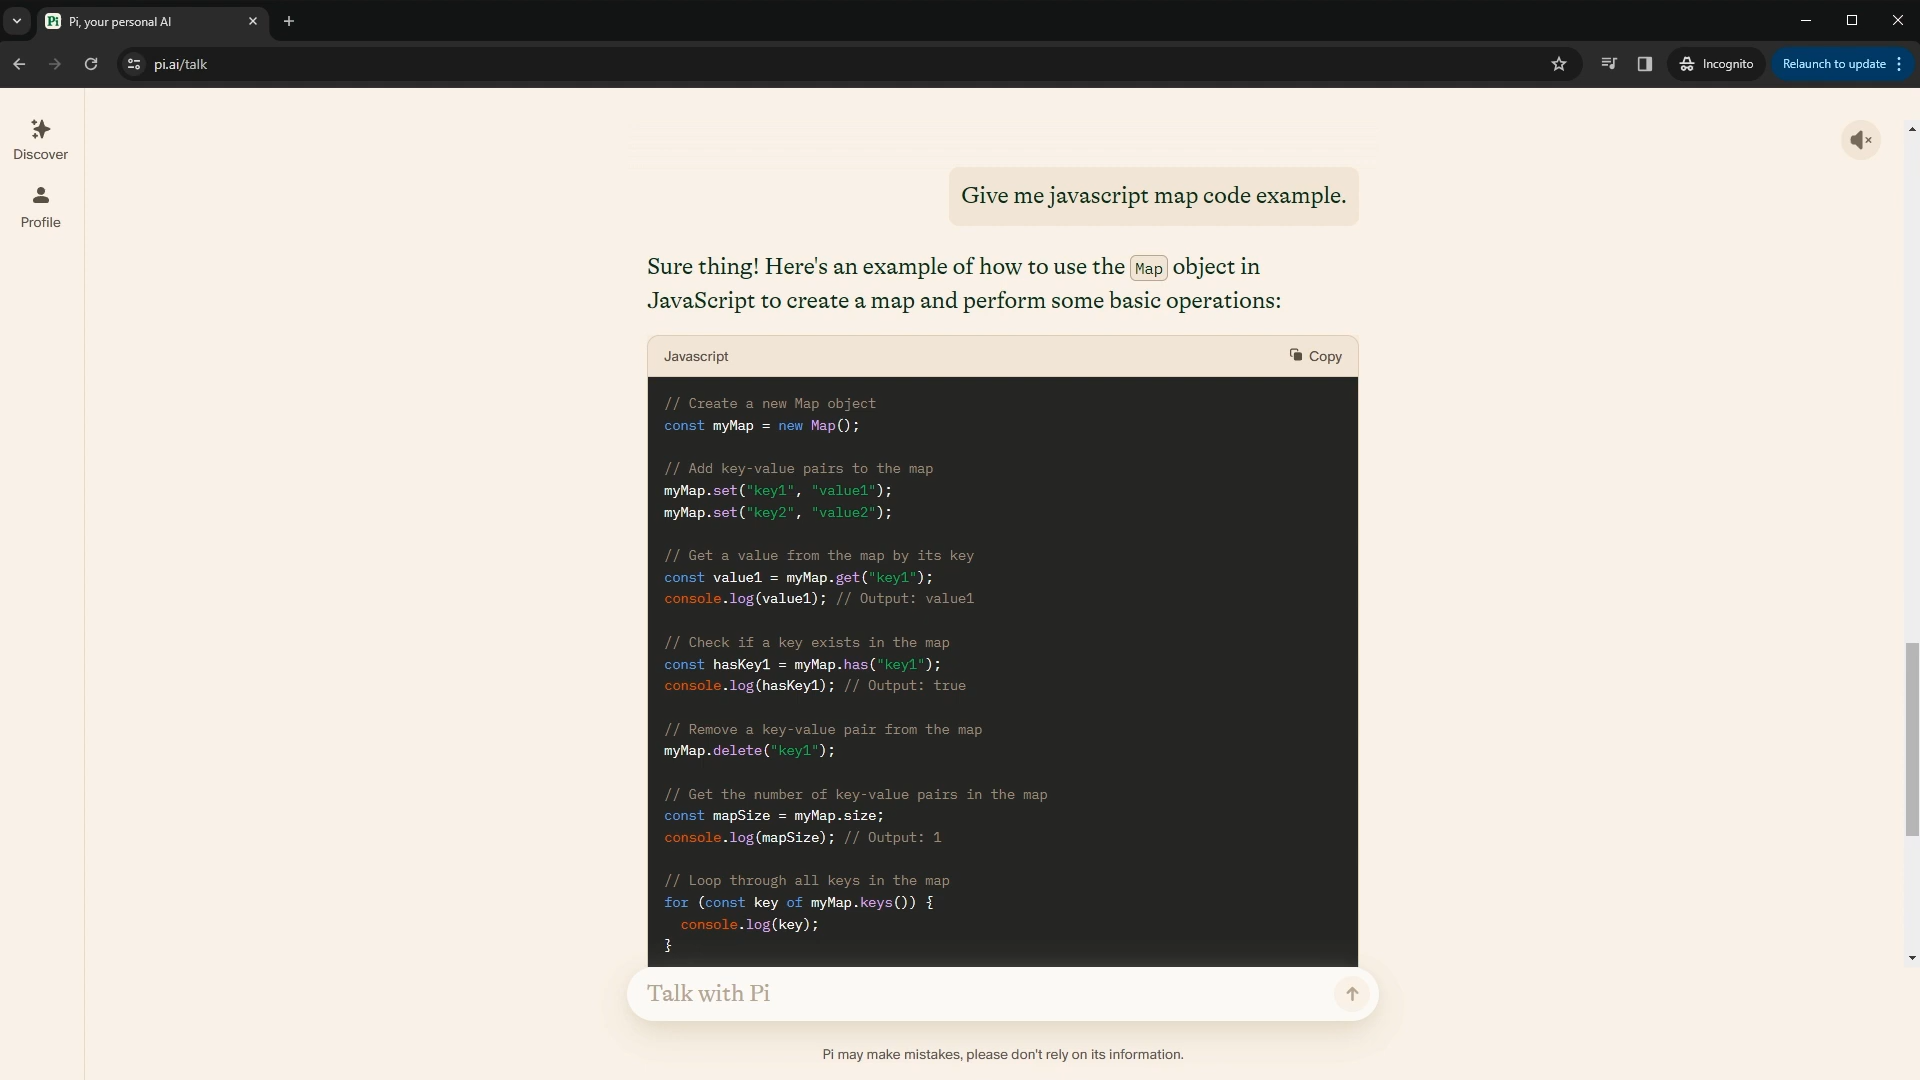 Pi, your personal AI
pi.ai/talk
Incognito
Relaunch to update
Discover
Profile
Give me javascript map code example.
Sure thing! Here's an example of how to use the Map object in
JavaScript to create a map and perform some basic operations:
Javascript
Copy
// Create a new Map object
const myMap = new Map();
// Add key-value pairs to the map
myMap.set("key1", "value1");
myMap.set("key2", "value2");
// Get a value from the map by its key
const value1 = myMap.get("key1");
console.log(value1); // Output: value1
// Check if a key exists in the map
const hasKey1 = myMap.has("key1");
console.log(hasKey1); // Output: true
// Remove a key-value pair from the map
myMap.delete("key1");
// Get the number of key-value pairs in the map
const mapSize = myMap.size;
console.log(mapSize); // Output: 1
// Loop through all keys in the map
for (const key of myMap.keys()) {
  console.log(key);
}
Talk with Pi
Pi may make mistakes, please don't rely on its information.